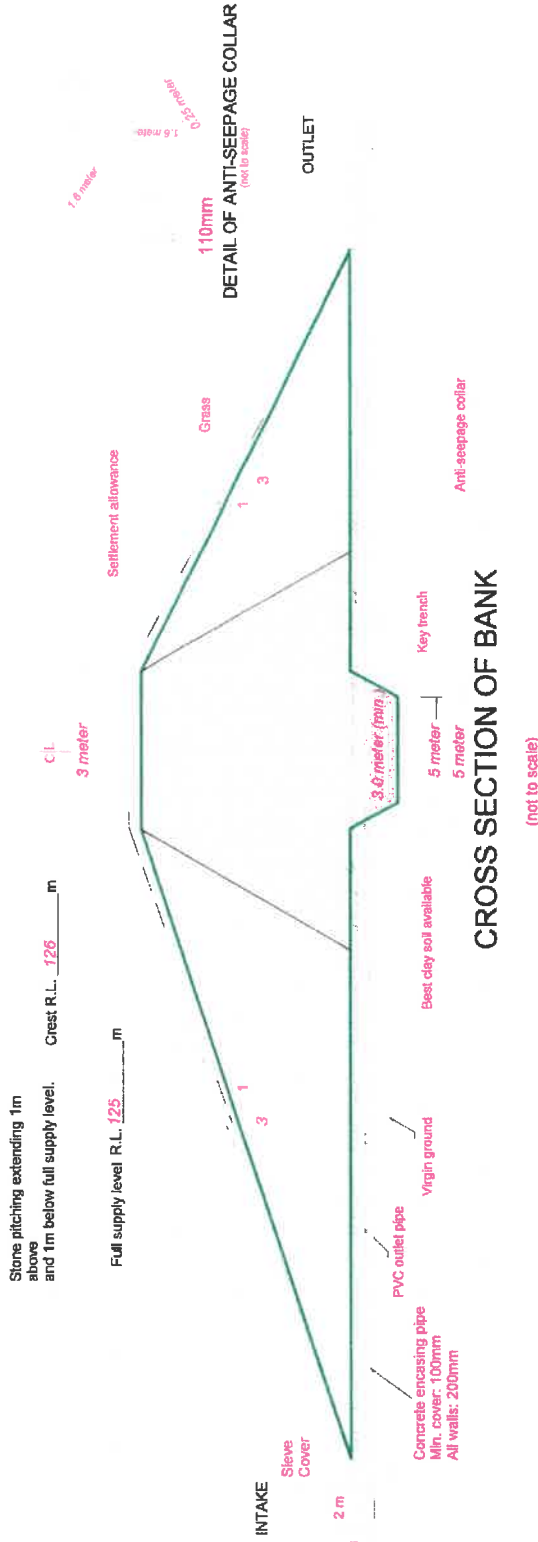 Stone pitching extending 1m
above
and 1m below full supply level.
Crest R.L. 126 m
Full supply level R.L. 125 m
C L
3 meter
Settlement allowance
Grass
1
3
1
3
1.6 meter
1.6 mete
0.25 meter
110mm
DETAIL OF ANTI-SEEPAGE COLLAR
(not to scale)
INTAKE
Sieve
Cover
2 m
OUTLET
Concrete encasing pipe
Min. cover: 100mm
All walls: 200mm
PVC outlet pipe
Virgin ground
Best clay soil available
3.0 meter (min
5 meter
5 meter
Key trench
Anti-seepage collar
CROSS SECTION OF BANK
(not to scale)